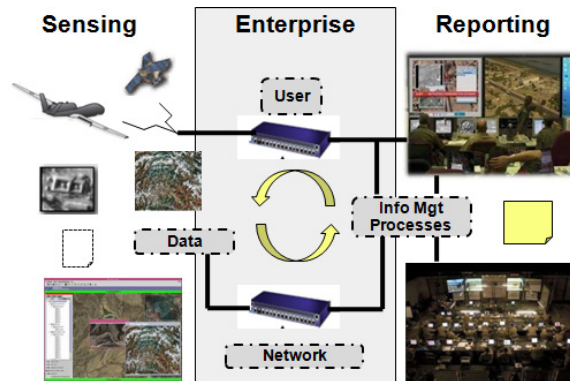 Sensing
Enterprise
Reporting
User
Data
Info Mgt
Processes
Network